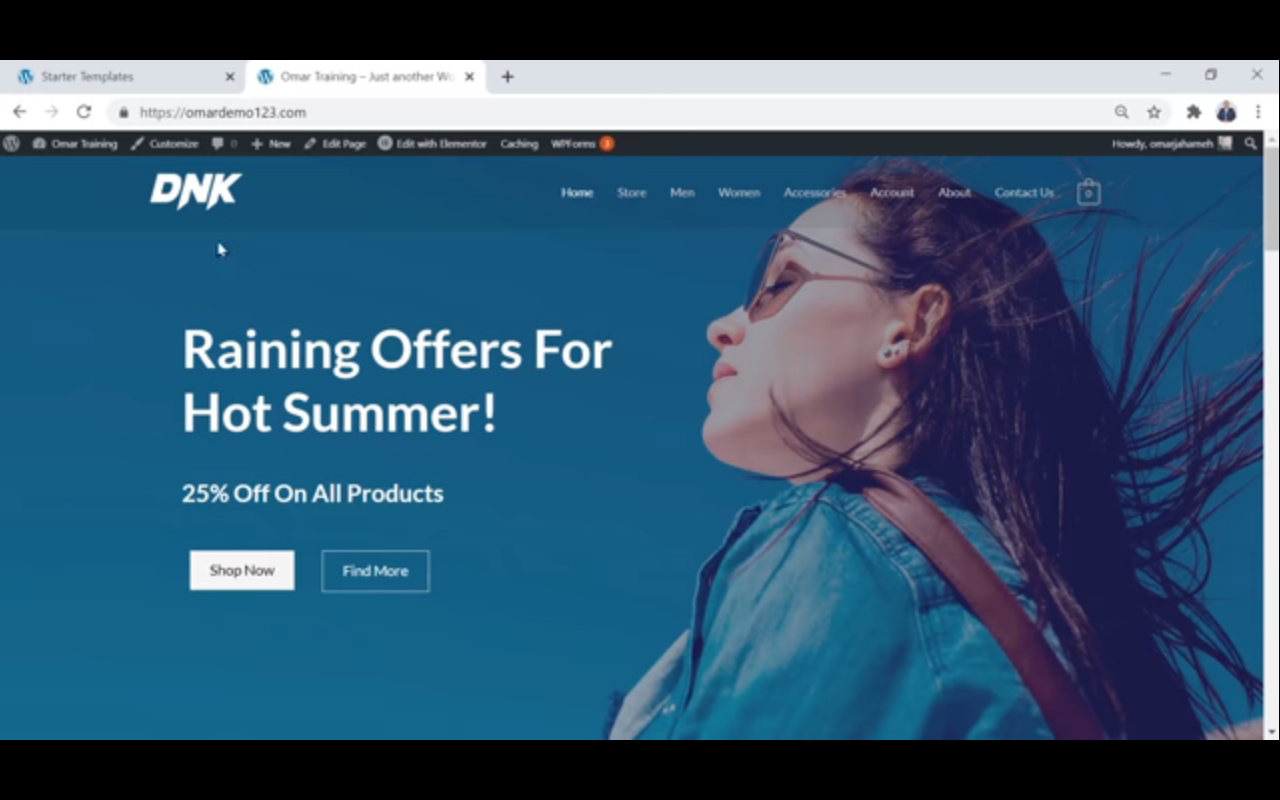 Starter Templates
Omar Training – Just another Wo
https://omardemo123.com
Omar Training Customize 0 New Edit Page Edit with Elementor Caching WPForms 3 Howdy, omarjahameh
DNK Home Store Men Women Accessories Account About Contact Us 0
Raining Offers For
Hot Summer!
25% Off On All Products
Shop Now Find More